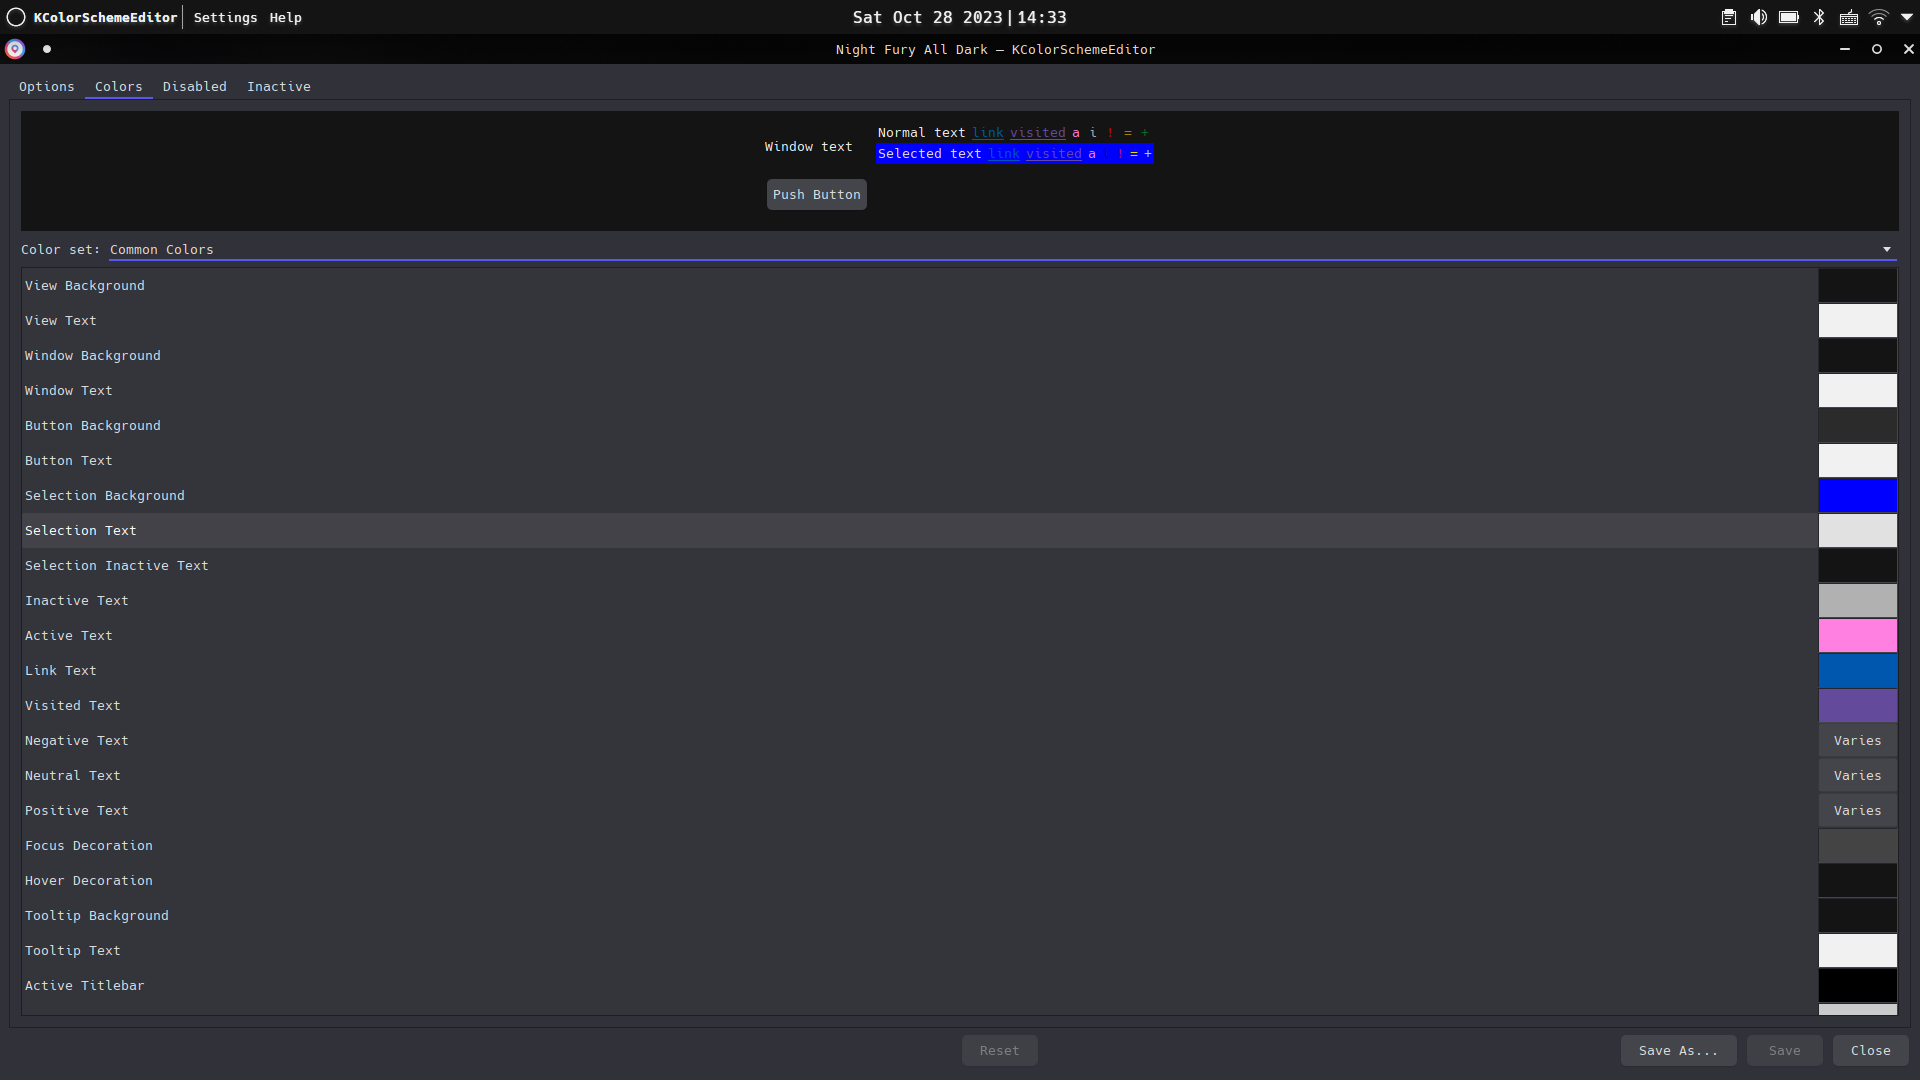 KColorSchemeEditor Settings Help Sat Oct 28 2023|14:33
Night Fury All Dark — KColorSchemeEditor
Options Colors Disabled Inactive
Normal text link visited a i ! = +
Window text
Selected text link visited a ! = +
Push Button
Color set: Common Colors
View Background
View Text
Window Background
Window Text
Button Background
Button Text
Selection Background
Selection Text
Selection Inactive Text
Inactive Text
Active Text
Link Text
Visited Text
Negative Text Varies
Neutral Text Varies
Positive Text Varies
Focus Decoration
Hover Decoration
Tooltip Background
Tooltip Text
Active Titlebar
Reset Save As... Save Close